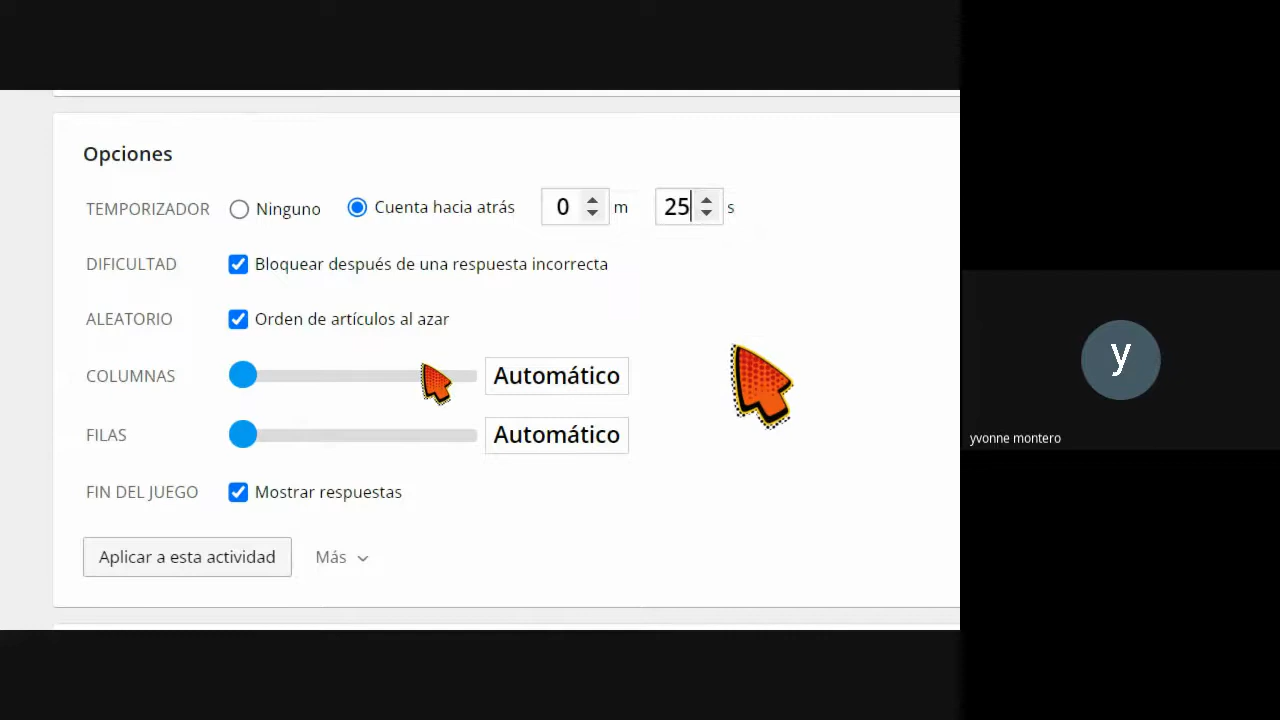 Opciones
TEMPORIZADOR Ninguno Cuenta hacia atrás 0 m 25 s
DIFICULTAD Bloquear después de una respuesta incorrecta
ALEATORIO Orden de artículos al azar
COLUMNAS Automático
FILAS Automático
FIN DEL JUEGO Mostrar respuestas
Aplicar a esta actividad Más
y
yvonne montero